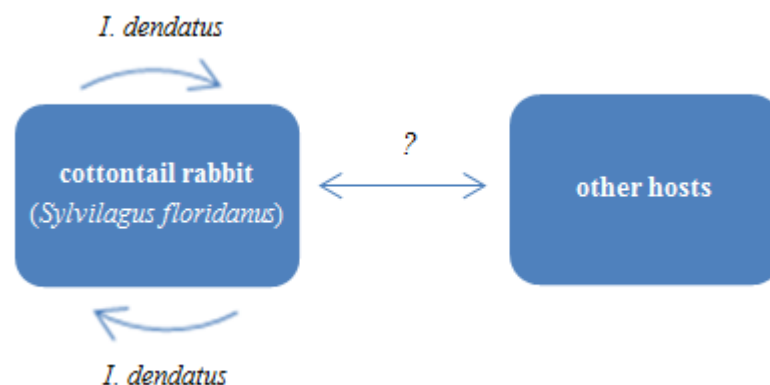 I. dendatus
cottontail rabbit
(Sylvilagus floridanus)
?
other hosts
I. dendatus